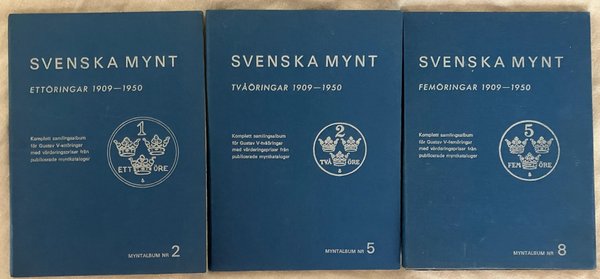 SVENSKA MYNT
ETTÖRINGAR 1909—1950
Komplett samlingsalbum
för Gustav V-ettöringar
med värderingspriser från
publicerade myntkataloger
1
ETT ÖRE
MYNTALBUM NR 2
SVENSKA MYNT
TVÅÖRINGAR 1909—1950
Komplett samlingsalbum
för Gustav V-tvååringar
med värderingspriser från
publicerade myntkataloger
2
TVÅ ÖRE
MYNTALBUM NR 5
SVENSKA MYNT
FEMÖRINGAR 1909—1950
Komplett samlingsalbum
för Gustav V-femöringar
med värderingspriser från
publicerade myntkataloger
5
FEM ÖRE
MYNTALBUM NR 8